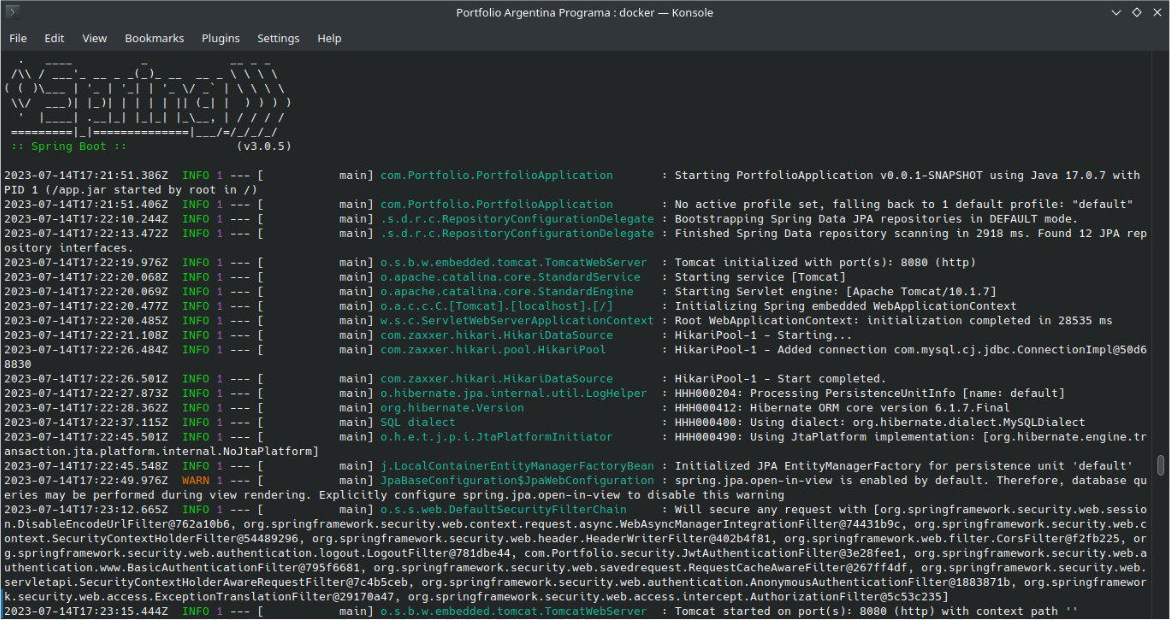 Portfolio Argentina Programa : docker — Konsole
File Edit View Bookmarks Plugins Settings Help
  .   ____          _            __ _ _
 /\\ / ___'_ __ _ _(_)_ __  __ _ \ \ \ \
( ( )\___ | '_ | '_| | '_ \/ _` | \ \ \ \
 \\/  ___)| |_)| | | | | || (_| |  ) ) ) )
  '  |____| .__|_| |_|_| |_\__, | / / / /
 =========|_|==============|___/=/_/_/_/
 :: Spring Boot ::                (v3.0.5)
2023-07-14T17:21:51.386Z  INFO 1 --- [           main] com.Portfolio.PortfolioApplication       : Starting PortfolioApplication v0.0.1-SNAPSHOT using Java 17.0.7 with
PID 1 (/app.jar started by root in /)
2023-07-14T17:21:51.406Z  INFO 1 --- [           main] com.Portfolio.PortfolioApplication       : No active profile set, falling back to 1 default profile: "default"
2023-07-14T17:22:10.244Z  INFO 1 --- [           main] .s.d.r.c.RepositoryConfigurationDelegate : Bootstrapping Spring Data JPA repositories in DEFAULT mode.
2023-07-14T17:22:13.472Z  INFO 1 --- [           main] .s.d.r.c.RepositoryConfigurationDelegate : Finished Spring Data repository scanning in 2918 ms. Found 12 JPA rep
ository interfaces.
2023-07-14T17:22:19.976Z  INFO 1 --- [           main] o.s.b.w.embedded.tomcat.TomcatWebServer  : Tomcat initialized with port(s): 8080 (http)
2023-07-14T17:22:20.068Z  INFO 1 --- [           main] o.apache.catalina.core.StandardService   : Starting service [Tomcat]
2023-07-14T17:22:20.069Z  INFO 1 --- [           main] o.apache.catalina.core.StandardEngine    : Starting Servlet engine: [Apache Tomcat/10.1.7]
2023-07-14T17:22:20.477Z  INFO 1 --- [           main] o.a.c.c.C.[Tomcat].[localhost].[/]       : Initializing Spring embedded WebApplicationContext
2023-07-14T17:22:20.485Z  INFO 1 --- [           main] w.s.c.ServletWebServerApplicationContext : Root WebApplicationContext: initialization completed in 28535 ms
2023-07-14T17:22:21.108Z  INFO 1 --- [           main] com.zaxxer.hikari.HikariDataSource       : HikariPool-1 - Starting...
2023-07-14T17:22:26.484Z  INFO 1 --- [           main] com.zaxxer.hikari.pool.HikariPool        : HikariPool-1 - Added connection com.mysql.cj.jdbc.ConnectionImpl@50d6
8830
2023-07-14T17:22:26.501Z  INFO 1 --- [           main] com.zaxxer.hikari.HikariDataSource       : HikariPool-1 - Start completed.
2023-07-14T17:22:27.873Z  INFO 1 --- [           main] o.hibernate.jpa.internal.util.LogHelper  : HHH000204: Processing PersistenceUnitInfo [name: default]
2023-07-14T17:22:28.362Z  INFO 1 --- [           main] org.hibernate.Version                    : HHH000412: Hibernate ORM core version 6.1.7.Final
2023-07-14T17:22:37.115Z  INFO 1 --- [           main] SQL dialect                              : HHH000400: Using dialect: org.hibernate.dialect.MySQLDialect
2023-07-14T17:22:45.501Z  INFO 1 --- [           main] o.h.e.t.j.p.i.JtaPlatformInitiator       : HHH000490: Using JtaPlatform implementation: [org.hibernate.engine.tr
ansaction.jta.platform.internal.NoJtaPlatform]
2023-07-14T17:22:45.548Z  INFO 1 --- [           main] j.LocalContainerEntityManagerFactoryBean : Initialized JPA EntityManagerFactory for persistence unit 'default'
2023-07-14T17:22:49.976Z  WARN 1 --- [           main] JpaBaseConfiguration$JpaWebConfiguration : spring.jpa.open-in-view is enabled by default. Therefore, database qu
eries may be performed during view rendering. Explicitly configure spring.jpa.open-in-view to disable this warning
2023-07-14T17:23:12.665Z  INFO 1 --- [           main] o.s.s.web.DefaultSecurityFilterChain     : Will secure any request with [org.springframework.security.web.sessio
n.DisableEncodeUrlFilter@762a10b6, org.springframework.security.web.context.request.async.WebAsyncManagerIntegrationFilter@74431b9c, org.springframework.security.web.c
ontext.SecurityContextHolderFilter@54489296, org.springframework.security.web.header.HeaderWriterFilter@402b4f81, org.springframework.web.filter.CorsFilter@f2fb225, or
g.springframework.security.web.authentication.logout.LogoutFilter@781dbe44, com.Portfolio.security.JwtAuthenticationFilter@3e28fee1, org.springframework.security.web.a
uthentication.www.BasicAuthenticationFilter@795f6681, org.springframework.security.web.savedrequest.RequestCacheAwareFilter@267ff4df, org.springframework.security.web.
servletapi.SecurityContextHolderAwareRequestFilter@7c4b5ceb, org.springframework.security.web.authentication.AnonymousAuthenticationFilter@1883871b, org.springframewor
k.security.web.access.ExceptionTranslationFilter@29170a47, org.springframework.security.web.access.intercept.AuthorizationFilter@5c53c235]
2023-07-14T17:23:15.444Z  INFO 1 --- [           main] o.s.b.w.embedded.tomcat.TomcatWebServer  : Tomcat started on port(s): 8080 (http) with context path ''